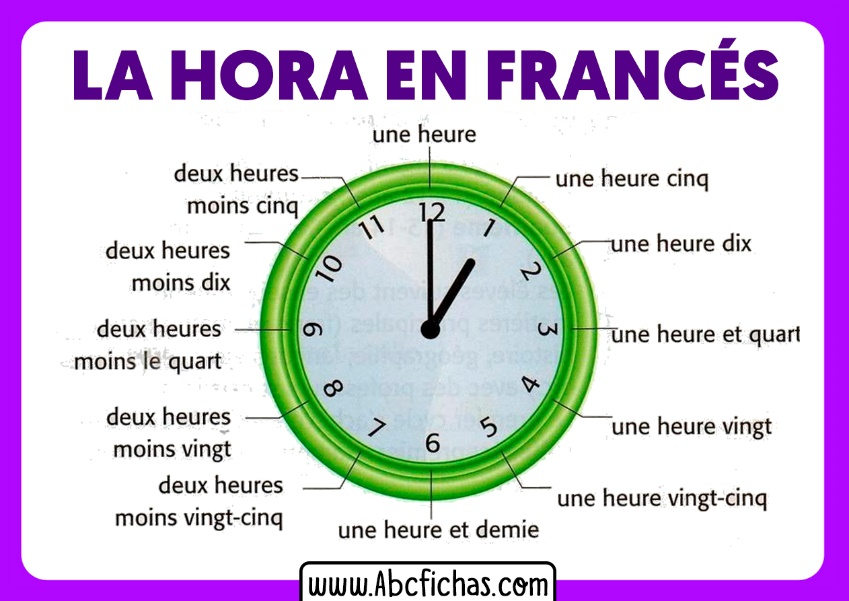 LA HORA EN FRANCÉS
une heure
une heure cinq
une heure dix
une heure et quart
une heure vingt
une heure vingt-cinq
une heure et demie
deux heures
moins vingt-cinq
deux heures
moins vingt
deux heures
moins le quart
deux heures
moins dix
deux heures
moins cinq
12
1
2
3
4
5
6
7
8
9
10
11
www.Abcfichas.com